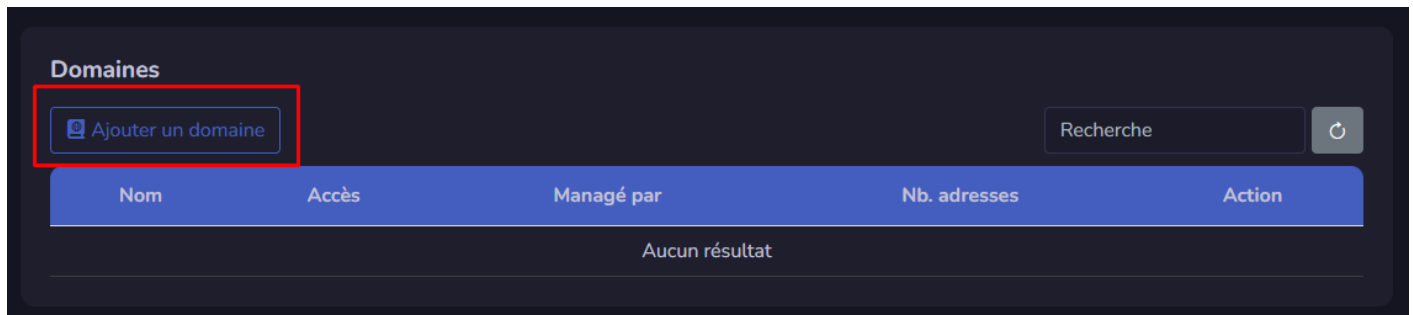 Domaines
Ajouter un domaine
Recherche
Nom Accès Managé par Nb. adresses Action
Aucun résultat